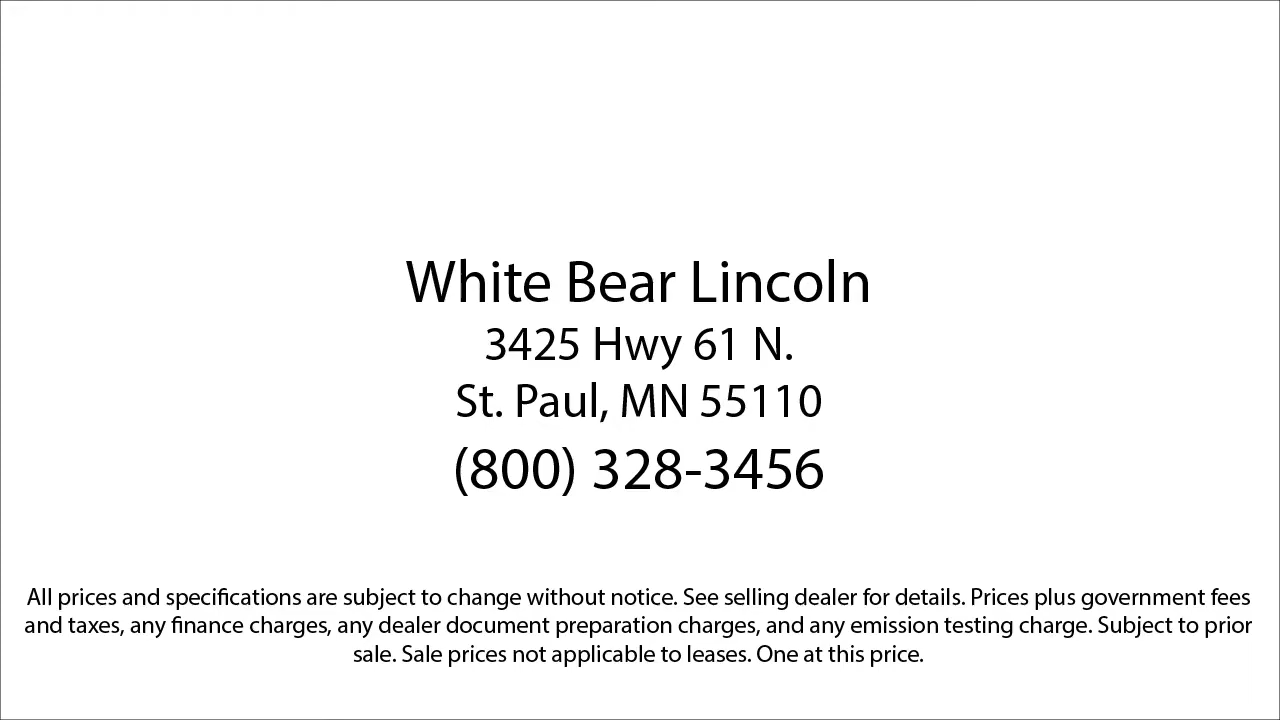 White Bear Lincoln
3425 Hwy 61 N.
St. Paul, MN 55110
(800) 328-3456
All prices and specifications are subject to change without notice. See selling dealer for details. Prices plus government fees
and taxes, any finance charges, any dealer document preparation charges, and any emission testing charge. Subject to prior
sale. Sale prices not applicable to leases. One at this price.